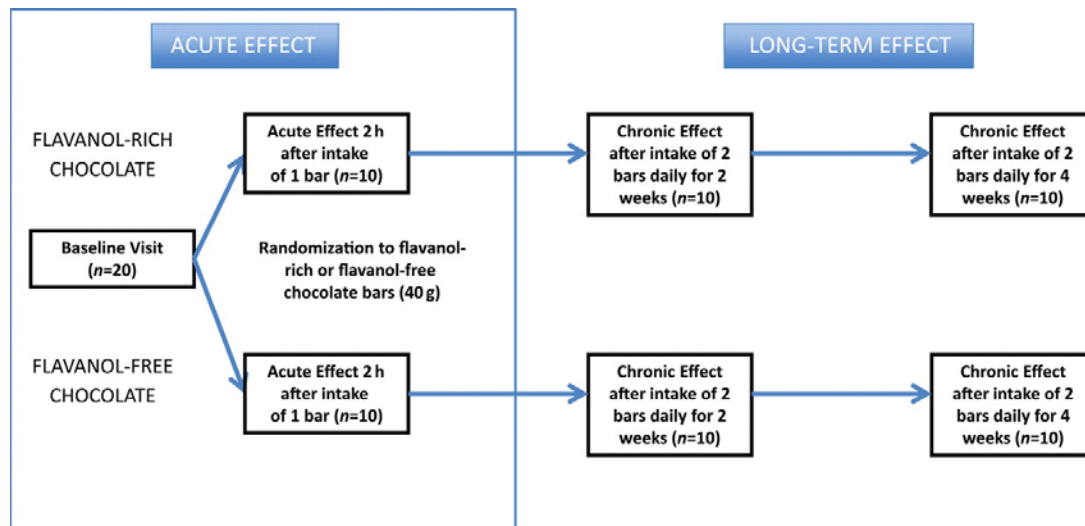 ACUTE EFFECT
LONG-TERM EFFECT
FLAVANOL-RICH
CHOCOLATE
Acute Effect 2 h
after intake
of 1 bar (n=10)
Chronic Effect
after intake of 2
bars daily for 2
weeks (n=10)
Chronic Effect
after intake of 2
bars daily for 4
weeks (n=10)
Baseline Visit
(n=20)
Randomization to flavanol-
rich or flavanol-free
chocolate bars (40 g)
FLAVANOL-FREE
CHOCOLATE
Acute Effect 2 h
after intake
of 1 bar (n=10)
Chronic Effect
after intake of 2
bars daily for 2
weeks (n=10)
Chronic Effect
after intake of 2
bars daily for 4
weeks (n=10)